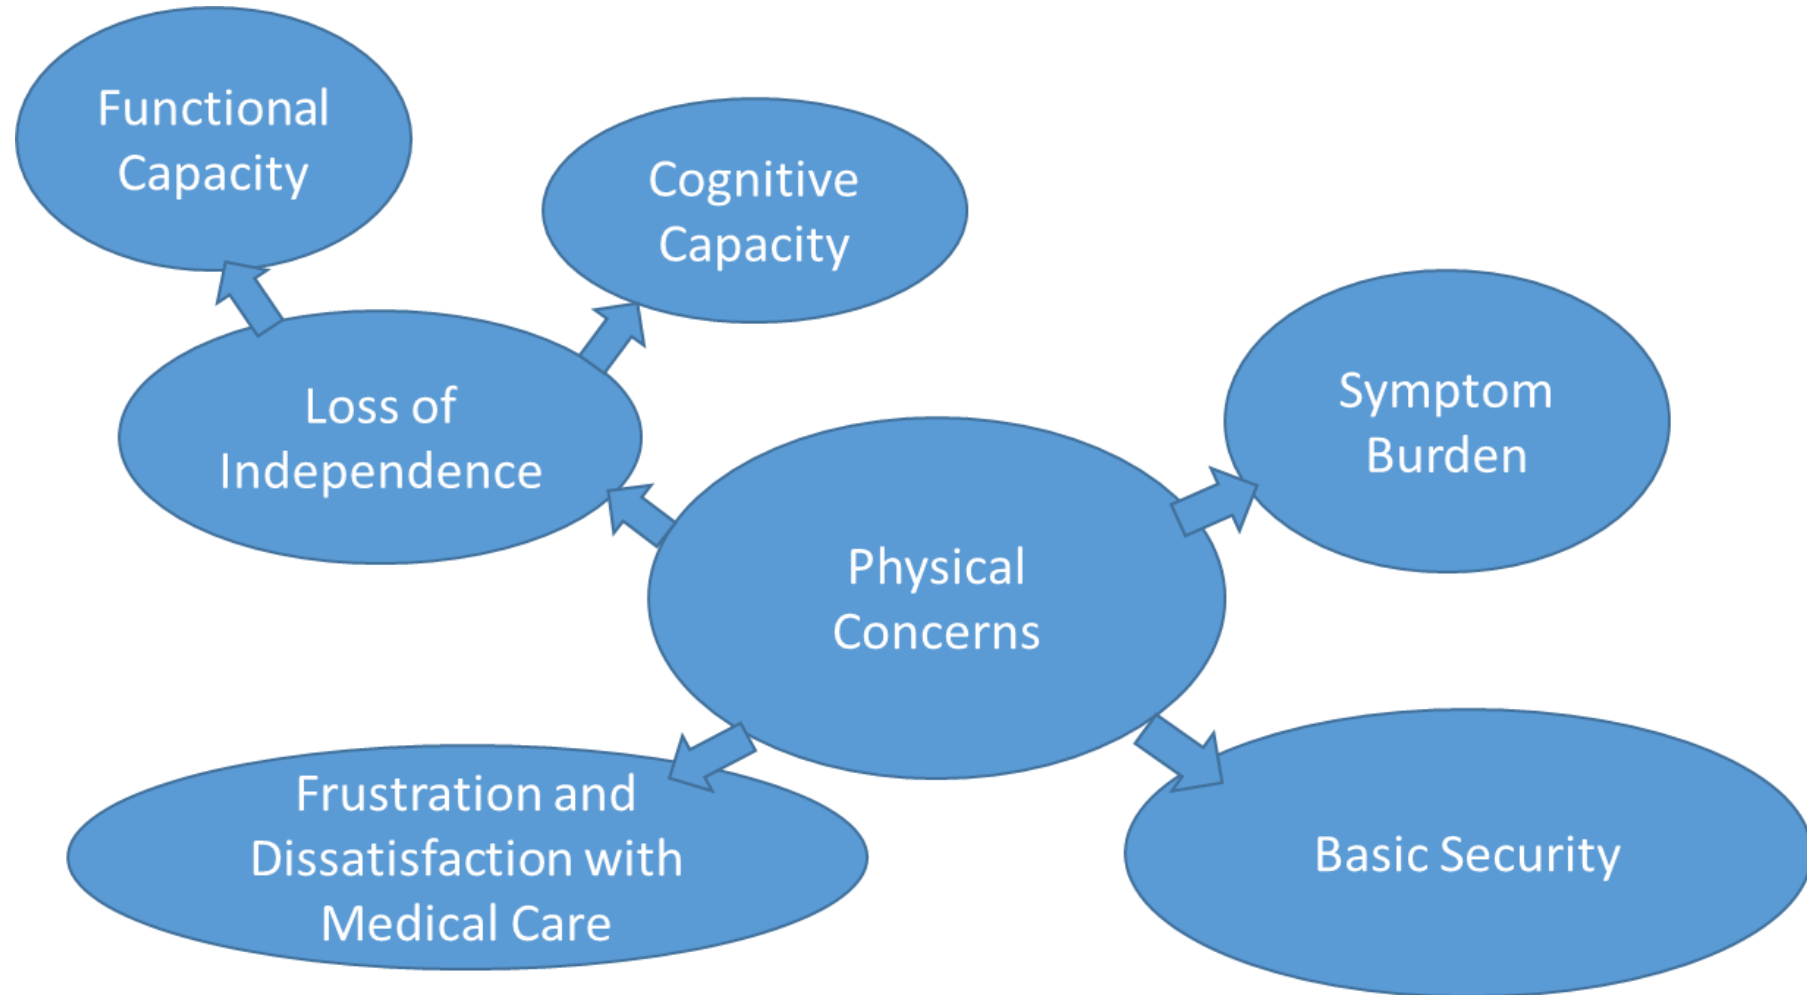 Functional
Capacity
Cognitive
Capacity
Loss of
Independence
Symptom
Burden
Physical
Concerns
Frustration and
Dissatisfaction with
Medical Care
Basic Security